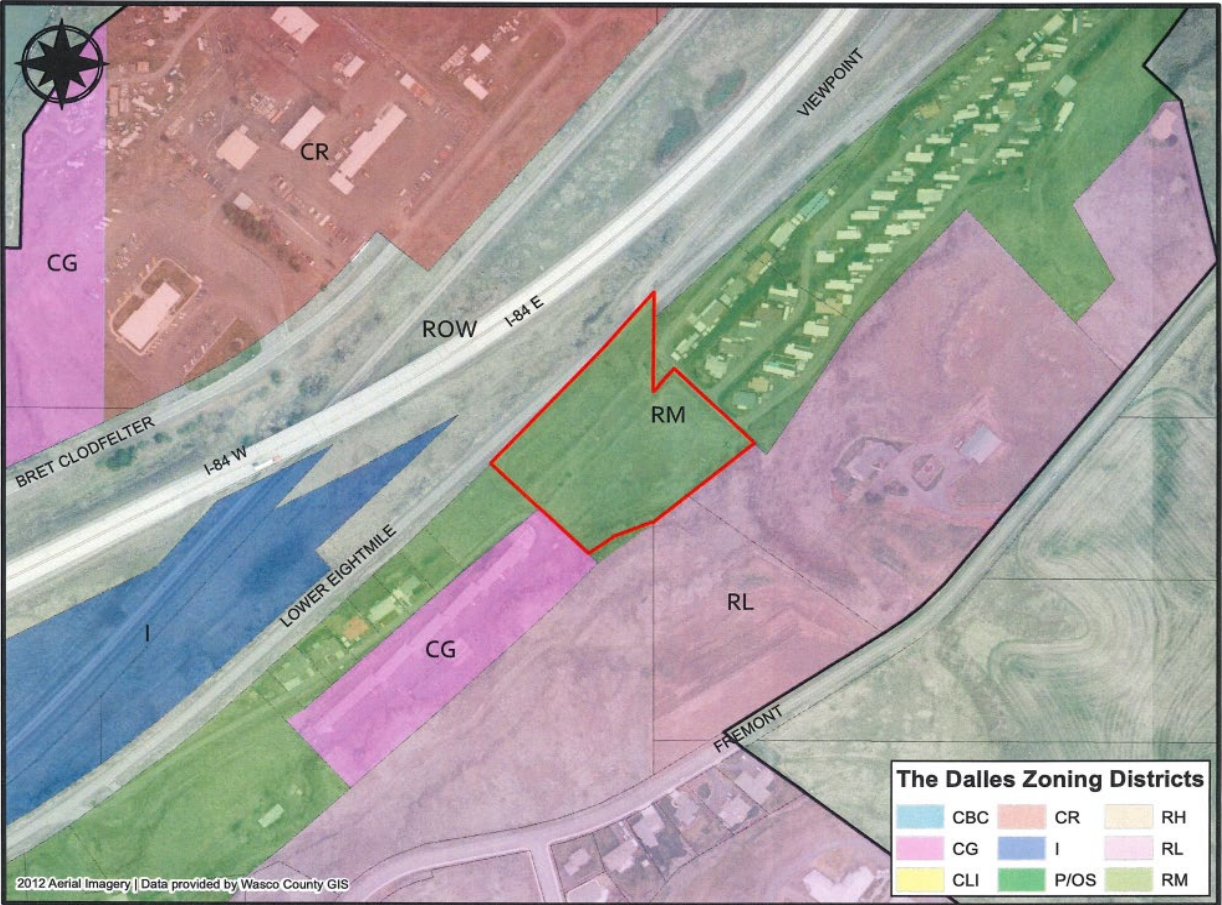 VIEWPOINT
CR
CG
I-84 E
ROW
RM
BRET CLODFELTER
I-84 W
LOWER EIGHTMILE
RL
I
CG
FREMONT
The Dalles Zoning Districts
CBC CR RH
CG I RL
CLI P/OS RM
2012 Aerial Imagery | Data provided by Wasco County GIS